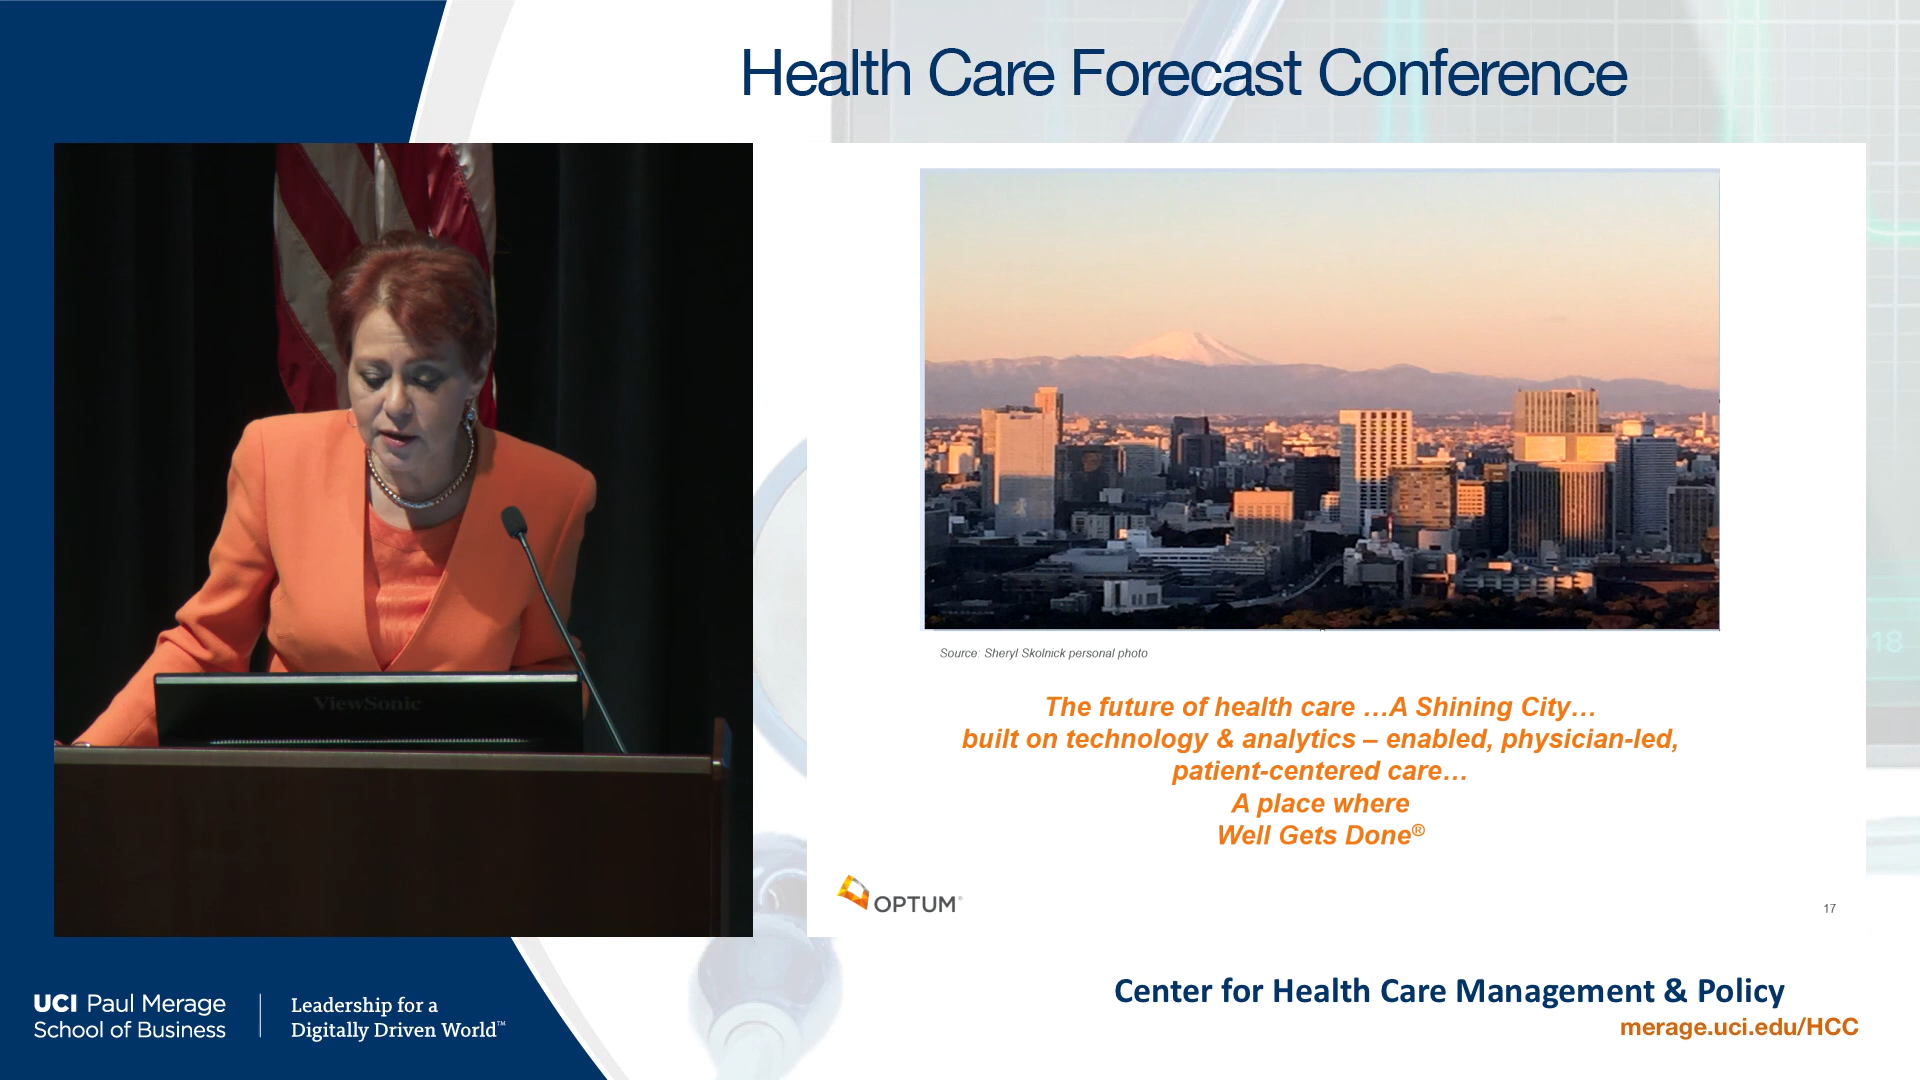 Health Care Forecast Conference
ViewSonic
Source: Sheryl Skolnick personal photo
The future of health care …A Shining City…
built on technology & analytics – enabled, physician-led,
patient-centered care…
A place where
Well Gets Done®
OPTUM®
17
18
UCI Paul Merage
School of Business
Leadership for a
Digitally Driven World™
Center for Health Care Management & Policy
merage.uci.edu/HCC